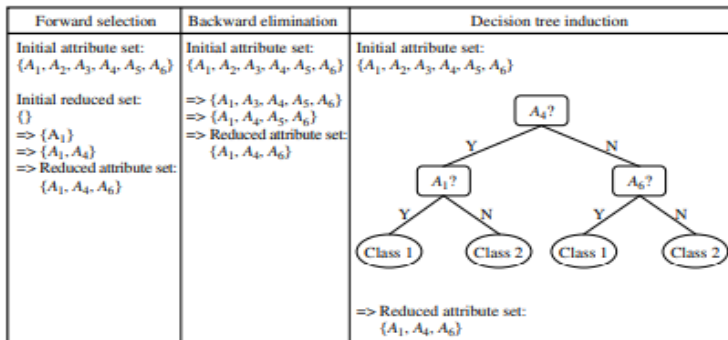 Forward selection
Initial attribute set:
{A₁, A₂, A₃, A₄, A₅, A₆}
Initial reduced set:
{}
=> {A₁}
=> {A₁, A₄}
=> Reduced attribute set:
{A₁, A₄, A₆}
Backward elimination
Initial attribute set:
{A₁, A₂, A₃, A₄, A₅, A₆}
=> {A₁, A₃, A₄, A₅, A₆}
=> {A₁, A₄, A₅, A₆}
=> Reduced attribute set:
{A₁, A₄, A₆}
Decision tree induction
Initial attribute set:
{A₁, A₂, A₃, A₄, A₅, A₆}
A₄?
Y N
A₁? A₆?
Y N Y N
Class 1 Class 2 Class 1 Class 2
=> Reduced attribute set:
{A₁, A₄, A₆}